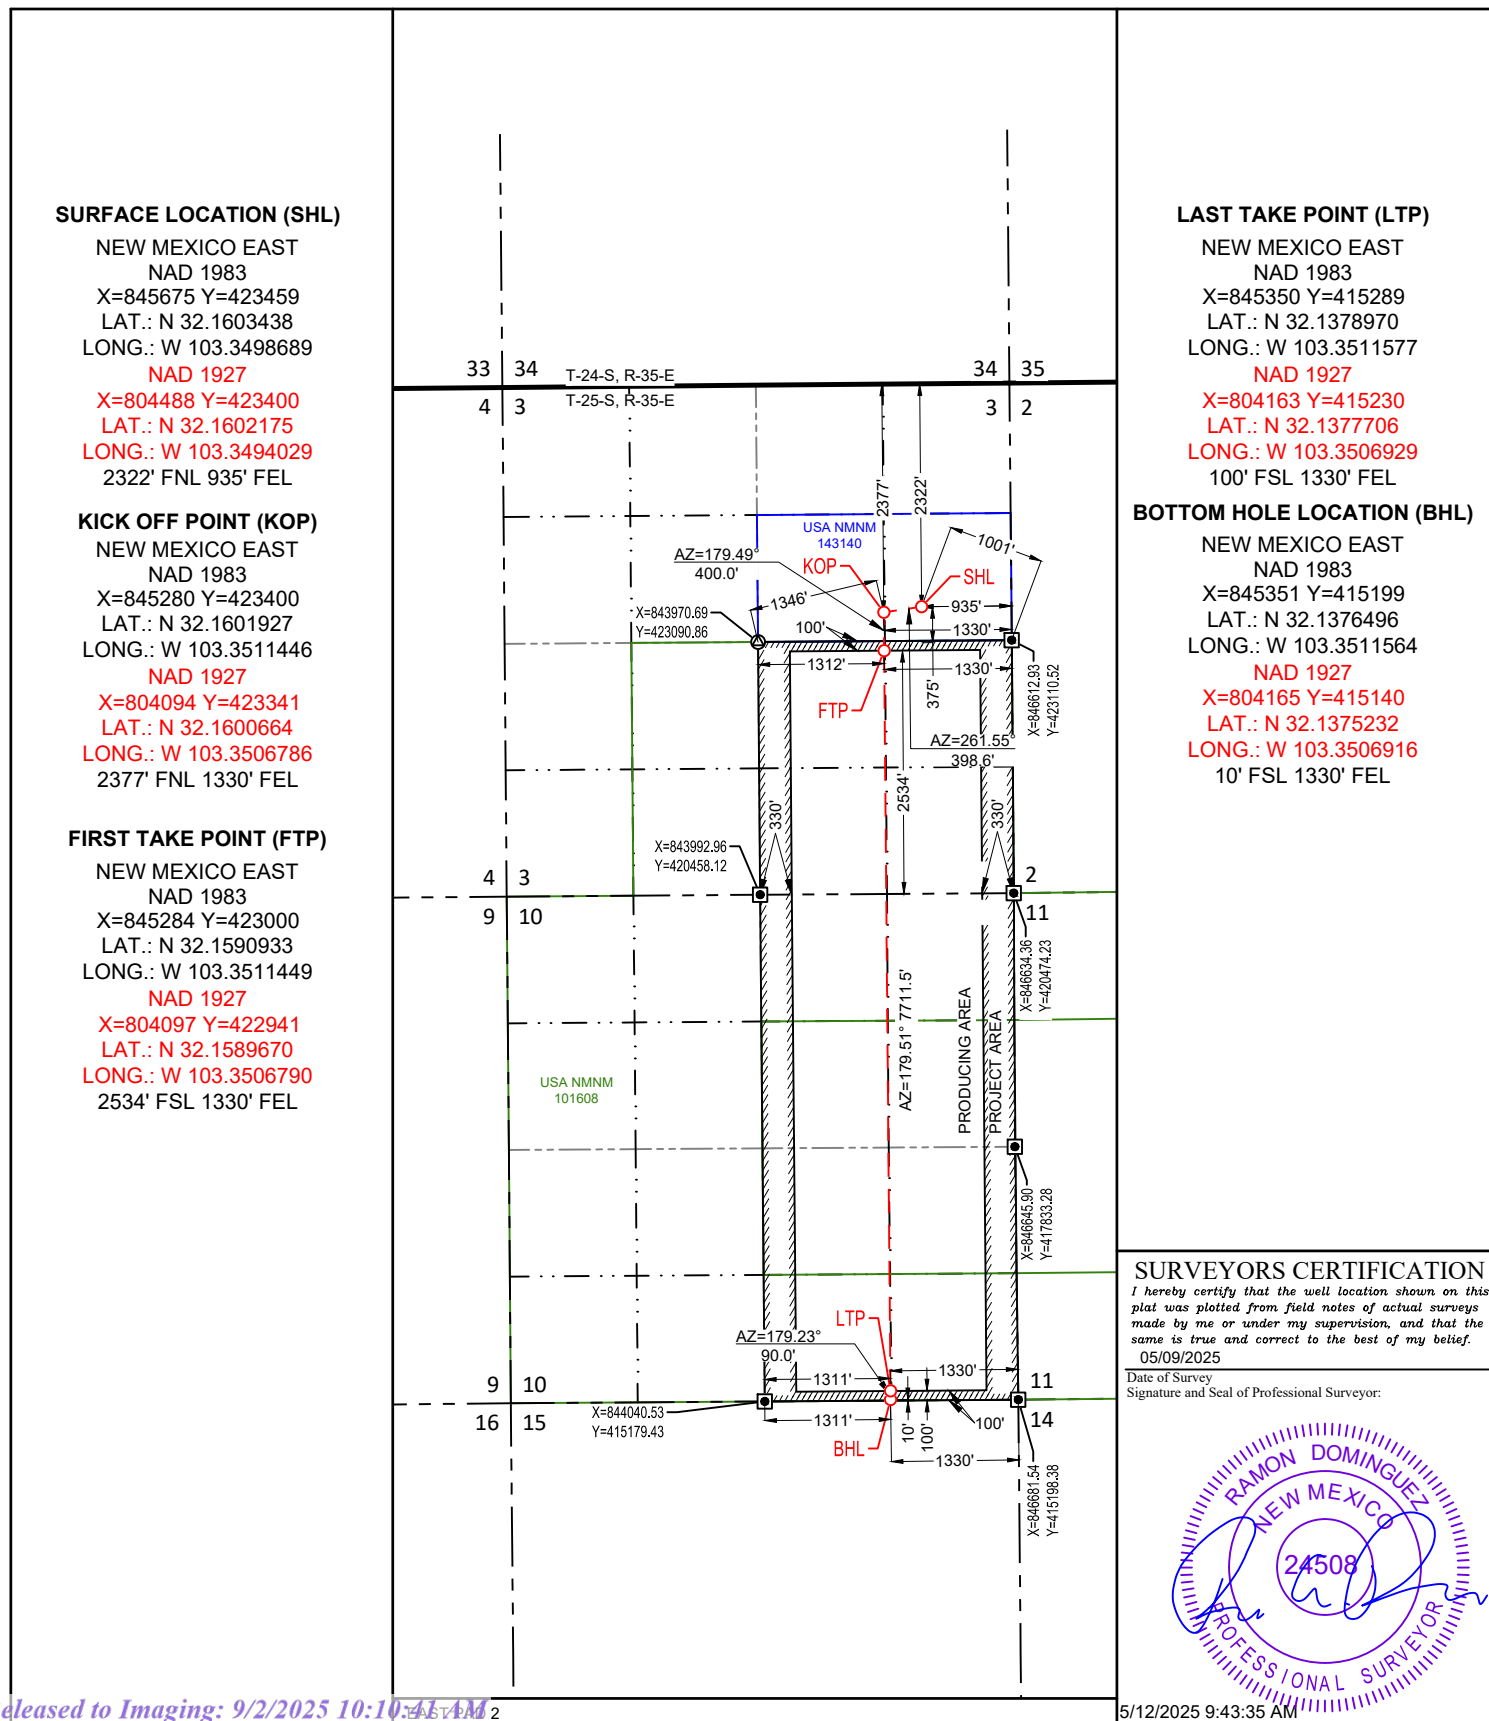 SURFACE LOCATION (SHL)
NEW MEXICO EAST
NAD 1983
X=845675 Y=423459
LAT.: N 32.1603438
LONG.: W 103.3498689
NAD 1927
X=804488 Y=423400
LAT.: N 32.1602175
LONG.: W 103.3494029
2322' FNL 935' FEL
KICK OFF POINT (KOP)
NEW MEXICO EAST
NAD 1983
X=845280 Y=423400
LAT.: N 32.1601927
LONG.: W 103.3511446
NAD 1927
X=804094 Y=423341
LAT.: N 32.1600664
LONG.: W 103.3506786
2377' FNL 1330' FEL
FIRST TAKE POINT (FTP)
NEW MEXICO EAST
NAD 1983
X=845284 Y=423000
LAT.: N 32.1590933
LONG.: W 103.3511449
NAD 1927
X=804097 Y=422941
LAT.: N 32.1589670
LONG.: W 103.3506790
2534' FSL 1330' FEL
33 34
T-24-S, R-35-E
34 35
4 3
T-25-S, R-35-E
3 2
2377'
2322'
USA NMNM
143140
1001'
AZ=179.49°
400.0'
KOP
SHL
1346'
935'
X=843970.69
Y=423090.86
100'
1330'
1312'
1330'
375'
X=846612.93
Y=423110.52
FTP
AZ=261.55°
398.6'
2534'
330'
330'
X=843992.96
Y=420458.12
4 3
2
9 10
11
X=846634.36
Y=420474.23
AZ=179.51° 7711.5'
PRODUCING AREA
PROJECT AREA
USA NMNM
101608
X=846645.90
Y=417833.28
LTP
AZ=179.23°
90.0'
1311'
1330'
9 10
11
16 15
14
X=844040.53
Y=415179.43
1311'
10'
100'
100'
BHL
1330'
X=846681.54
Y=415198.38
LAST TAKE POINT (LTP)
NEW MEXICO EAST
NAD 1983
X=845350 Y=415289
LAT.: N 32.1378970
LONG.: W 103.3511577
NAD 1927
X=804163 Y=415230
LAT.: N 32.1377706
LONG.: W 103.3506929
100' FSL 1330' FEL
BOTTOM HOLE LOCATION (BHL)
NEW MEXICO EAST
NAD 1983
X=845351 Y=415199
LAT.: N 32.1376496
LONG.: W 103.3511564
NAD 1927
X=804165 Y=415140
LAT.: N 32.1375232
LONG.: W 103.3506916
10' FSL 1330' FEL
SURVEYORS CERTIFICATION
I hereby certify that the well location shown on this
plat was plotted from field notes of actual surveys
made by me or under my supervision, and that the
same is true and correct to the best of my belief.
05/09/2025
Date of Survey
Signature and Seal of Professional Surveyor:
RAMON DOMINGUEZ
NEW MEXICO
24508
PROFESSIONAL SURVEYOR
5/12/2025 9:43:35 AM
eleased to Imaging: 9/2/2025 10:10:41 AM
EAST PAD 2